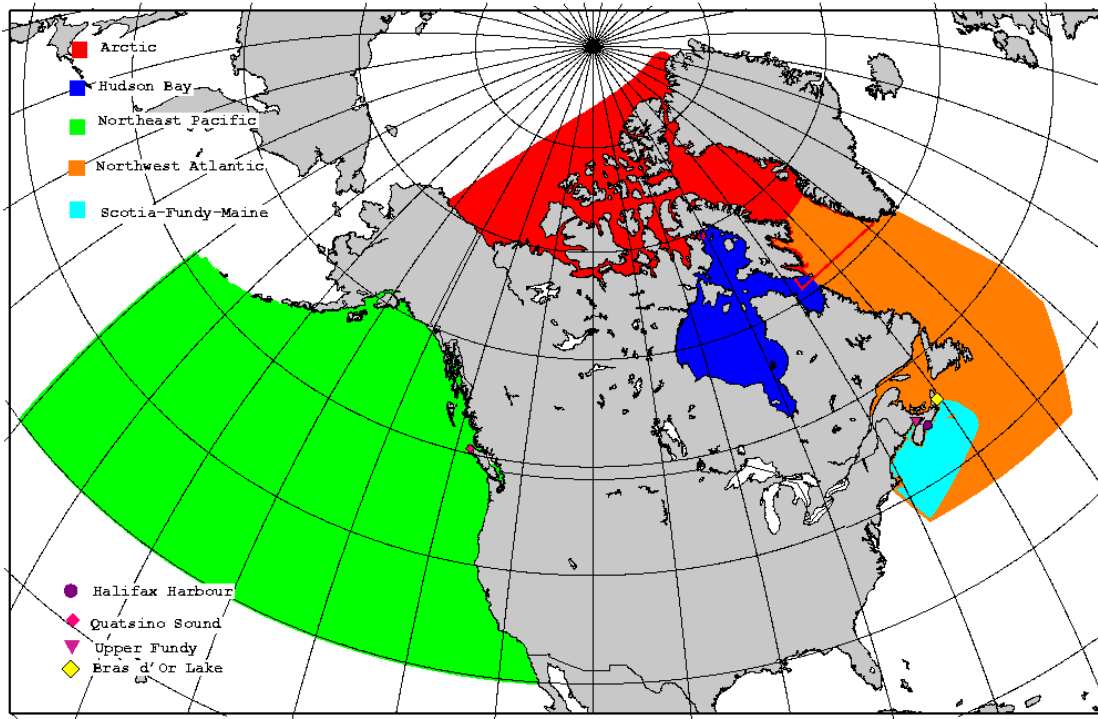 Arctic
Hudson Bay
Northeast Pacific
Northwest Atlantic
Scotia-Fundy-Maine
Halifax Harbour
Quatsino Sound
Upper Fundy
Bras d'Or Lake